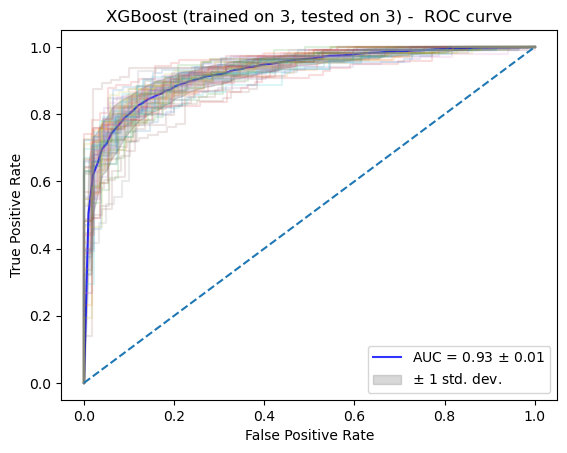 XGBoost (trained on 3, tested on 3) -  ROC curve
True Positive Rate
1.0
0.8
0.6
0.4
0.2
0.0
AUC = 0.93 ± 0.01
± 1 std. dev.
0.0 0.2 0.4 0.6 0.8 1.0
False Positive Rate